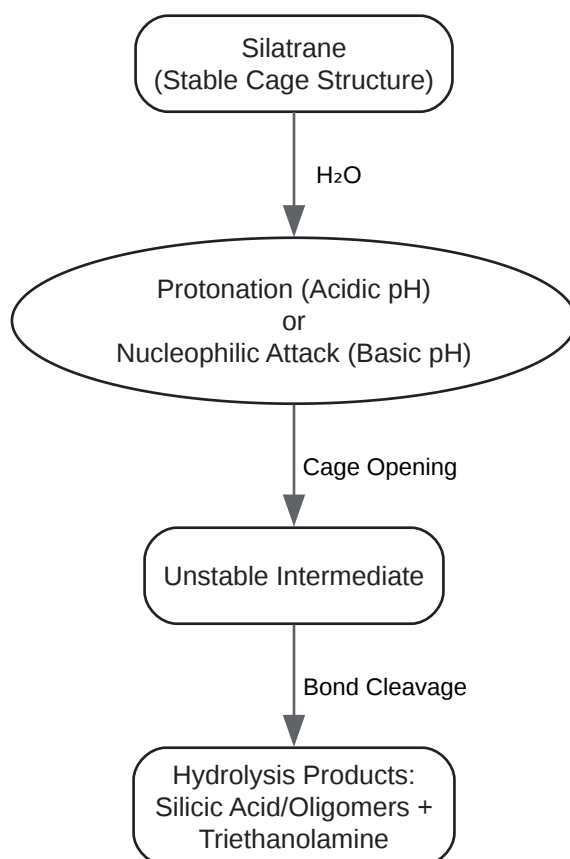 Silatrane
(Stable Cage Structure)
H₂O
Protonation (Acidic pH)
or
Nucleophilic Attack (Basic pH)
Cage Opening
Unstable Intermediate
Bond Cleavage
Hydrolysis Products:
Silicic Acid/Oligomers +
Triethanolamine